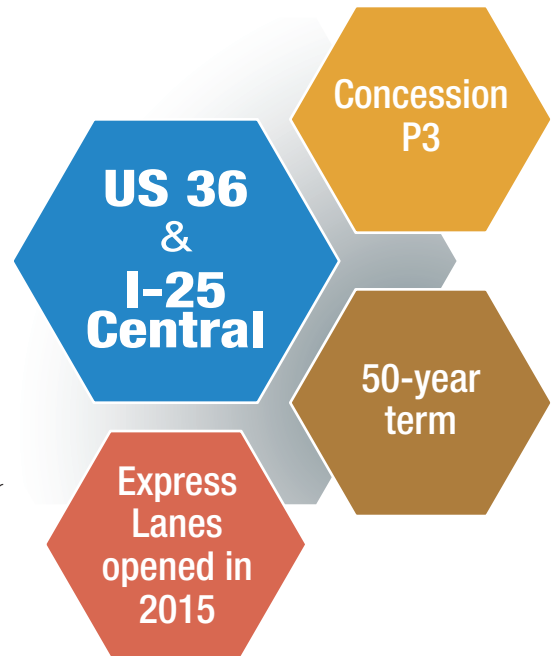 Concession
P3
US 36
&
I-25
Central
50-year
term
Express
Lanes
opened in
2015